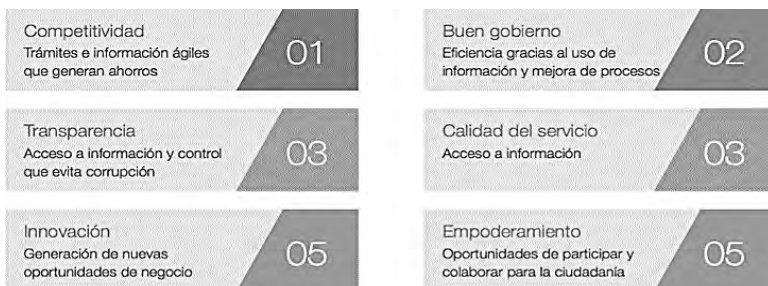 Competitividad
Trámites e información ágiles
que generan ahorros
01
Buen gobierno
Eficiencia gracias al uso de
información y mejora de procesos
02
Transparencia
Acceso a información y control
que evita corrupción
03
Calidad del servicio
Acceso a información
03
Innovación
Generación de nuevas
oportunidades de negocio
05
Empoderamiento
Oportunidades de participar y
colaborar para la ciudadanía
05